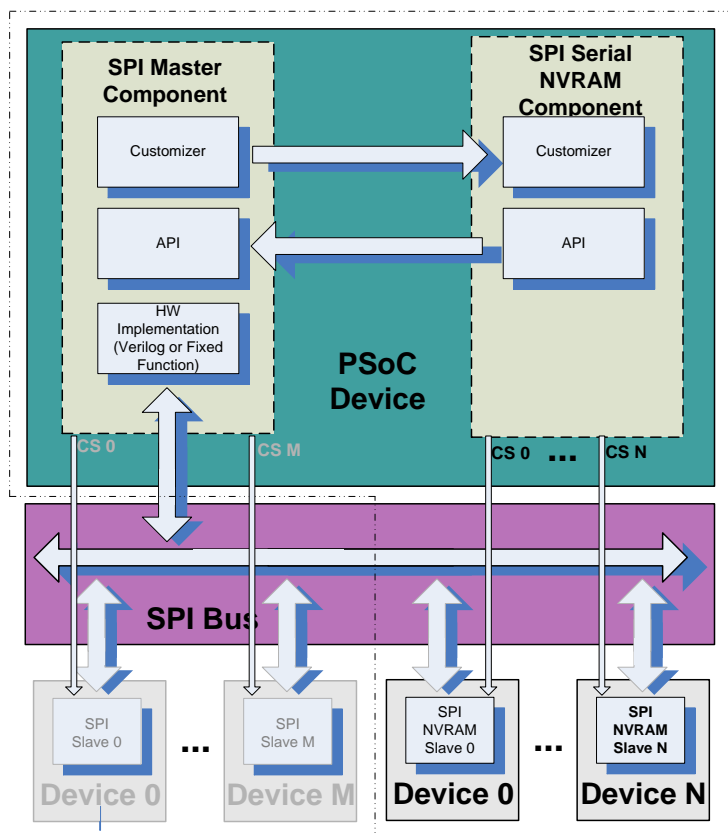 SPI Master
Component
Customizer
API
HW
Implementation
(Verilog or Fixed
Function)
SPI Serial
NVRAM
Component
Customizer
API
PSoC
Device
CS 0
CS M
CS 0
...
CS N
SPI Bus
SPI
Slave 0
Device 0
...
SPI
Slave M
Device M
SPI
NVRAM
Slave 0
Device 0
...
SPI
NVRAM
Slave N
Device N